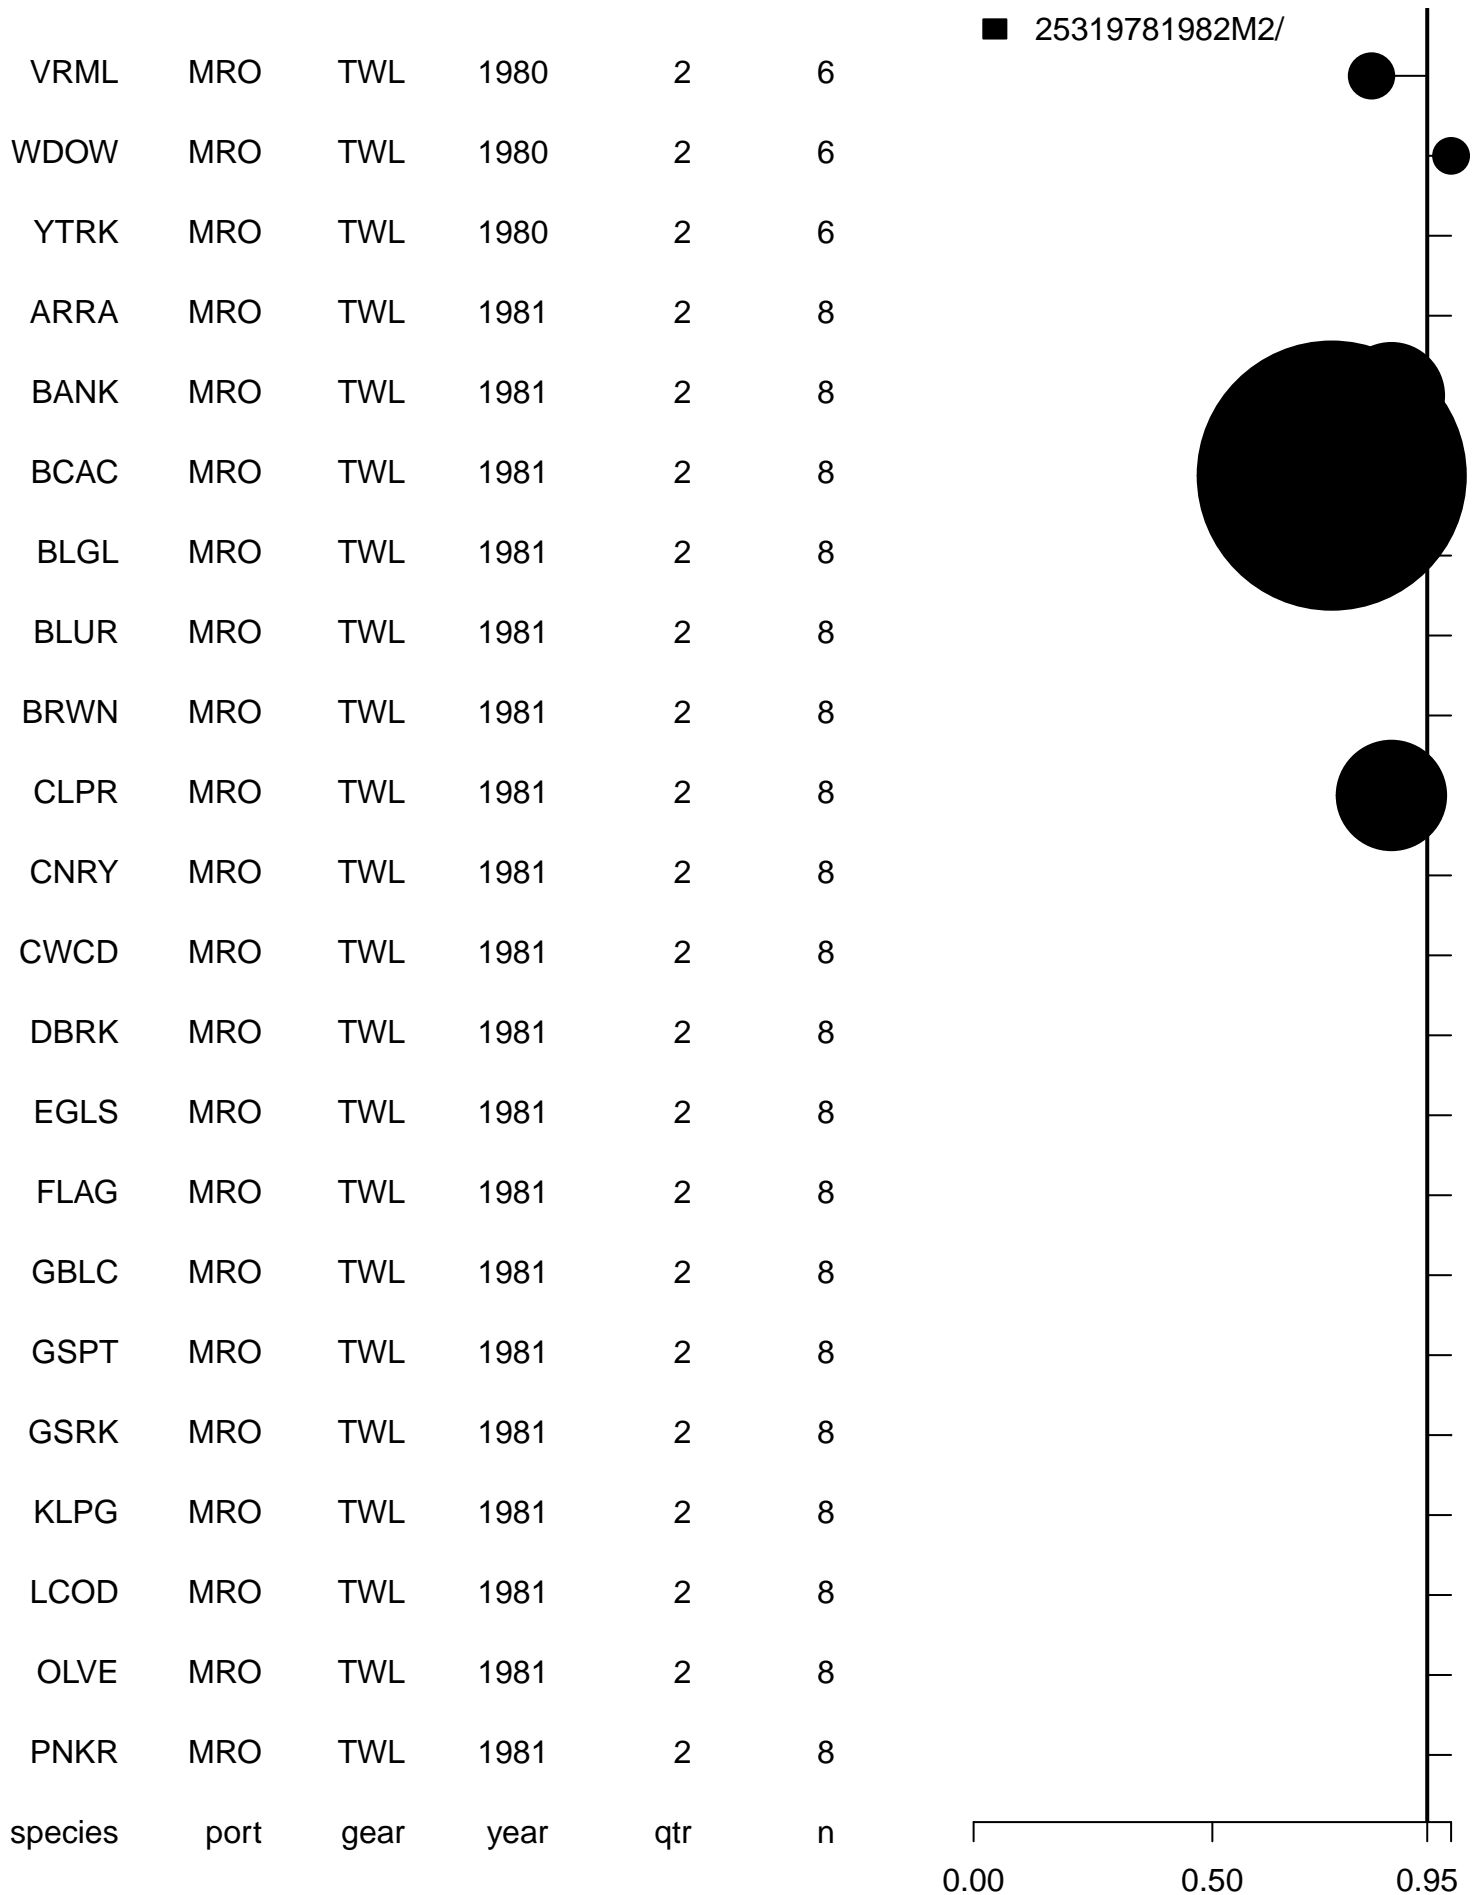 25319781982M2/
VRML MRO TWL 1980 2 6
WDOW MRO TWL 1980 2 6
YTRK MRO TWL 1980 2 6
ARRA MRO TWL 1981 2 8
BANK MRO TWL 1981 2 8
BCAC MRO TWL 1981 2 8
BLGL MRO TWL 1981 2 8
BLUR MRO TWL 1981 2 8
BRWN MRO TWL 1981 2 8
CLPR MRO TWL 1981 2 8
CNRY MRO TWL 1981 2 8
CWCD MRO TWL 1981 2 8
DBRK MRO TWL 1981 2 8
EGLS MRO TWL 1981 2 8
FLAG MRO TWL 1981 2 8
GBLC MRO TWL 1981 2 8
GSPT MRO TWL 1981 2 8
GSRK MRO TWL 1981 2 8
KLPG MRO TWL 1981 2 8
LCOD MRO TWL 1981 2 8
OLVE MRO TWL 1981 2 8
PNKR MRO TWL 1981 2 8
species port gear year qtr n
0.00 0.50 0.95